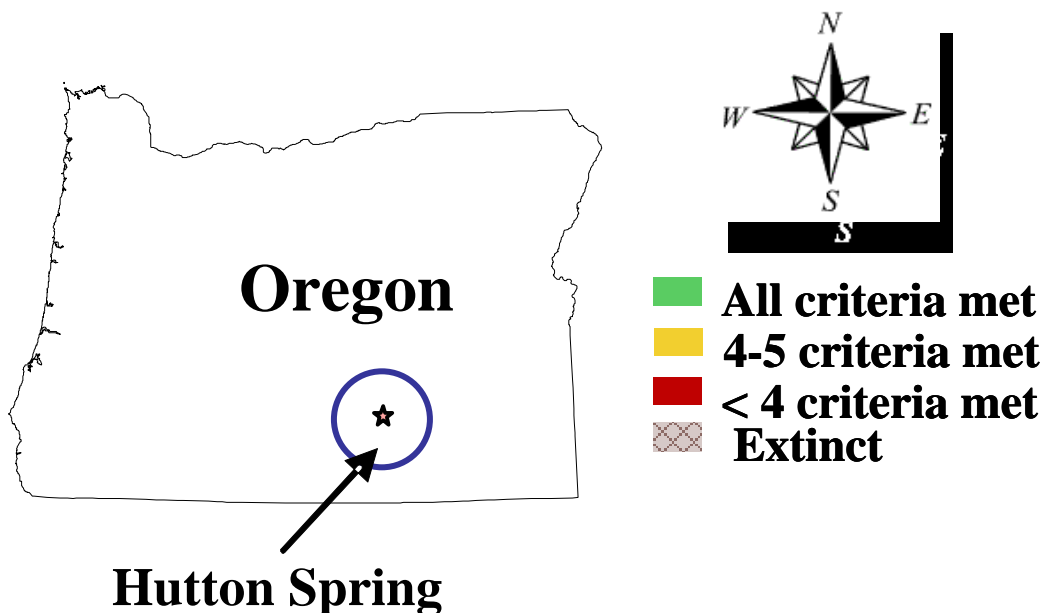 N
W
E
S
E
S
Oregon
All criteria met
4-5 criteria met
< 4 criteria met
Extinct
Hutton Spring